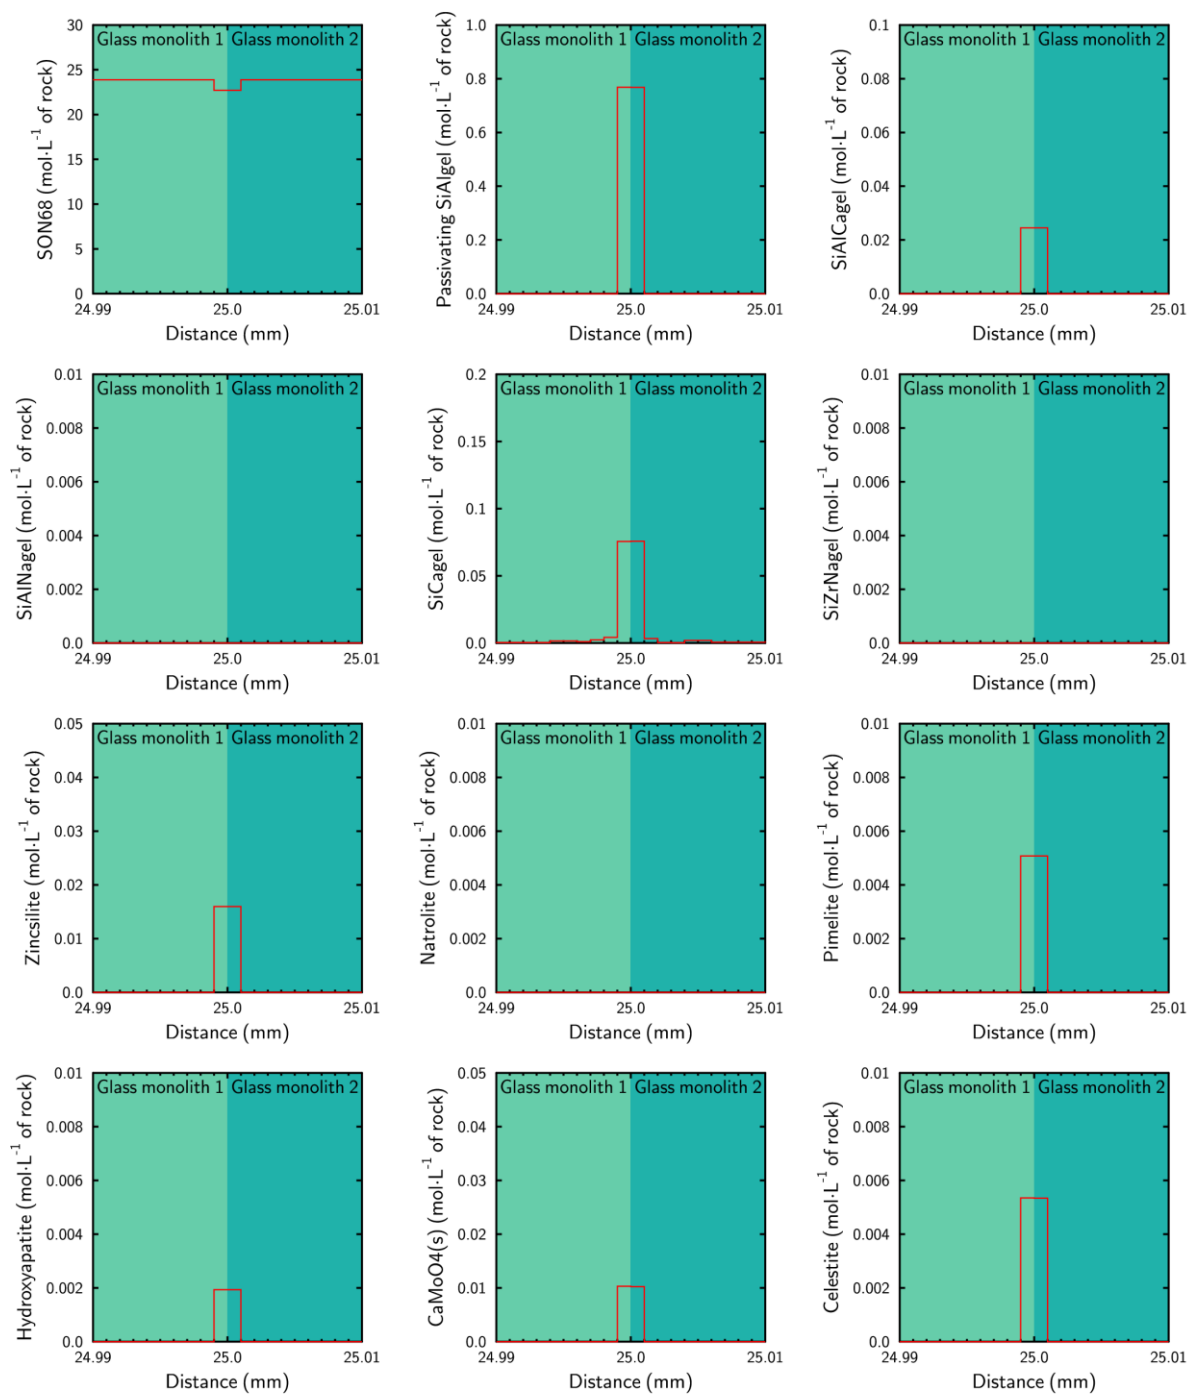 SON68 (mol·L⁻¹ of rock)
30
25
20
15
10
5
0
Glass monolith 1 Glass monolith 2
24.99 25.0 25.01
Distance (mm)
Passivating SiAlgel (mol·L⁻¹ of rock)
1.0
0.8
0.6
0.4
0.2
0.0
Glass monolith 1 Glass monolith 2
24.99 25.0 25.01
Distance (mm)
SiAlCagel (mol·L⁻¹ of rock)
0.1
0.08
0.06
0.04
0.02
0.0
Glass monolith 1 Glass monolith 2
24.99 25.0 25.01
Distance (mm)
SiAlNagel (mol·L⁻¹ of rock)
0.01
0.008
0.006
0.004
0.002
0.0
Glass monolith 1 Glass monolith 2
24.99 25.0 25.01
Distance (mm)
SiCagel (mol·L⁻¹ of rock)
0.2
0.15
0.1
0.05
0.0
Glass monolith 1 Glass monolith 2
24.99 25.0 25.01
Distance (mm)
SiZrNagel (mol·L⁻¹ of rock)
0.01
0.008
0.006
0.004
0.002
0.0
Glass monolith 1 Glass monolith 2
24.99 25.0 25.01
Distance (mm)
Zincsilite (mol·L⁻¹ of rock)
0.05
0.04
0.03
0.02
0.01
0.0
Glass monolith 1 Glass monolith 2
24.99 25.0 25.01
Distance (mm)
Natrolite (mol·L⁻¹ of rock)
0.01
0.008
0.006
0.004
0.002
0.0
Glass monolith 1 Glass monolith 2
24.99 25.0 25.01
Distance (mm)
Pimelite (mol·L⁻¹ of rock)
0.01
0.008
0.006
0.004
0.002
0.0
Glass monolith 1 Glass monolith 2
24.99 25.0 25.01
Distance (mm)
Hydroxyapatite (mol·L⁻¹ of rock)
0.01
0.008
0.006
0.004
0.002
0.0
Glass monolith 1 Glass monolith 2
24.99 25.0 25.01
Distance (mm)
CaMoO4(s) (mol·L⁻¹ of rock)
0.05
0.04
0.03
0.02
0.01
0.0
Glass monolith 1 Glass monolith 2
24.99 25.0 25.01
Distance (mm)
Celestite (mol·L⁻¹ of rock)
0.01
0.008
0.006
0.004
0.002
0.0
Glass monolith 1 Glass monolith 2
24.99 25.0 25.01
Distance (mm)